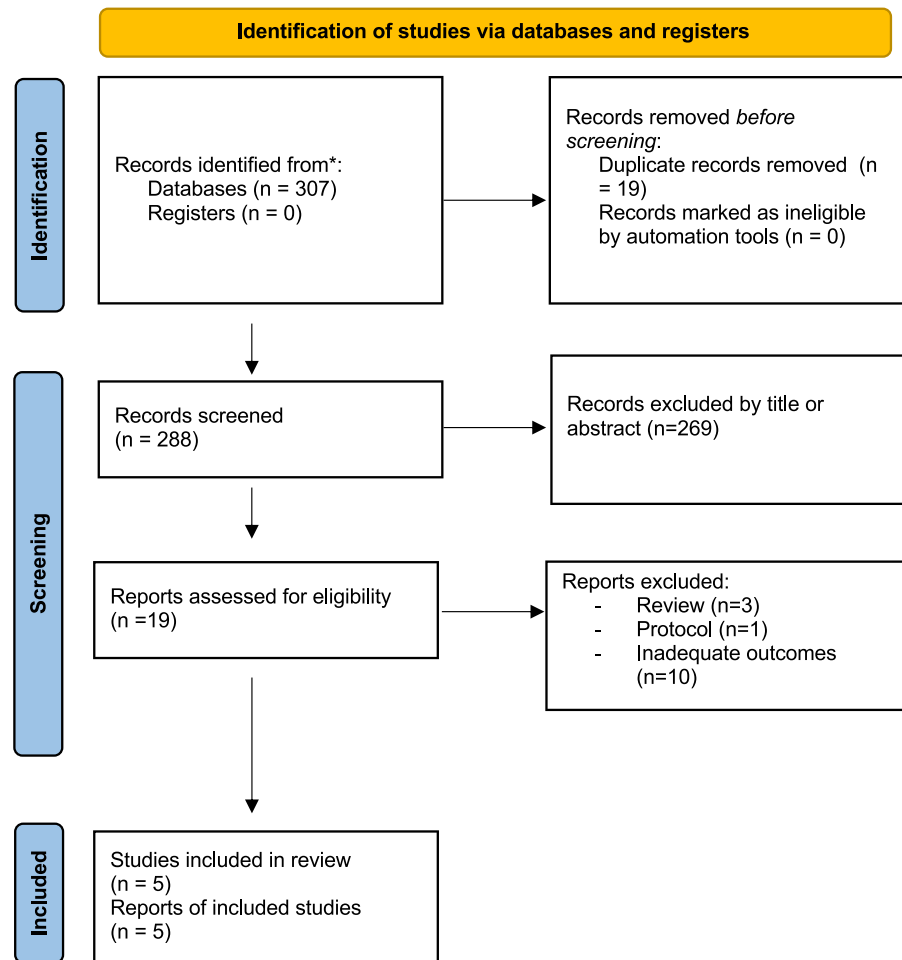 Identification of studies via databases and registers
Identification
Records identified from*:
Databases (n = 307)
Registers (n = 0)
Records removed before
screening:
Duplicate records removed  (n
= 19)
Records marked as ineligible
by automation tools (n = 0)
Screening
Records screened
(n = 288)
Records excluded by title or
abstract (n=269)
Reports assessed for eligibility
(n =19)
Reports excluded:
- Review (n=3)
- Protocol (n=1)
- Inadequate outcomes
(n=10)
Included
Studies included in review
(n = 5)
Reports of included studies
(n = 5)